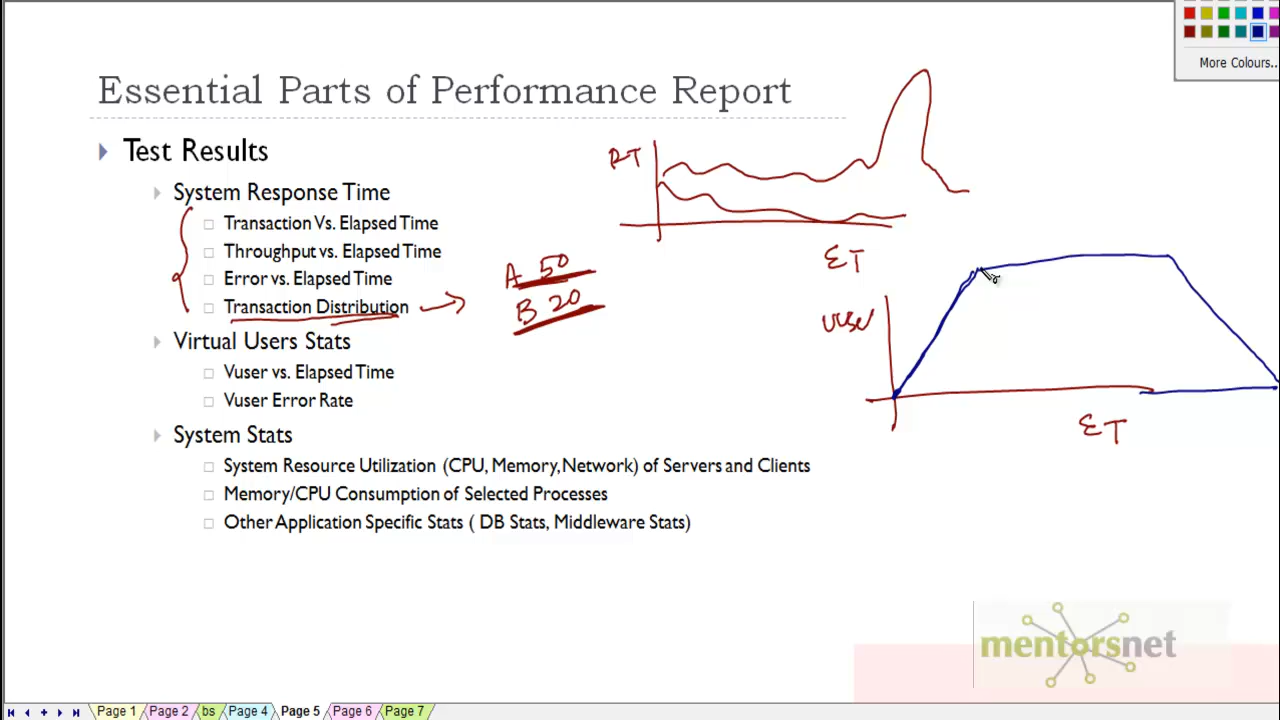 More Colours..
Essential Parts of Performance Report
Test Results
System Response Time
Transaction Vs. Elapsed Time
Throughput vs. Elapsed Time
Error vs. Elapsed Time
Transaction Distribution
Virtual Users Stats
Vuser vs. Elapsed Time
Vuser Error Rate
System Stats
System Resource Utilization (CPU, Memory, Network) of Servers and Clients
Memory/CPU Consumption of Selected Processes
Other Application Specific Stats ( DB Stats, Middleware Stats)
RT
ET
A 50
B 20
ET
mentorsnet
Page 1 Page 2 bs Page 4 Page 5 Page 6 Page 7